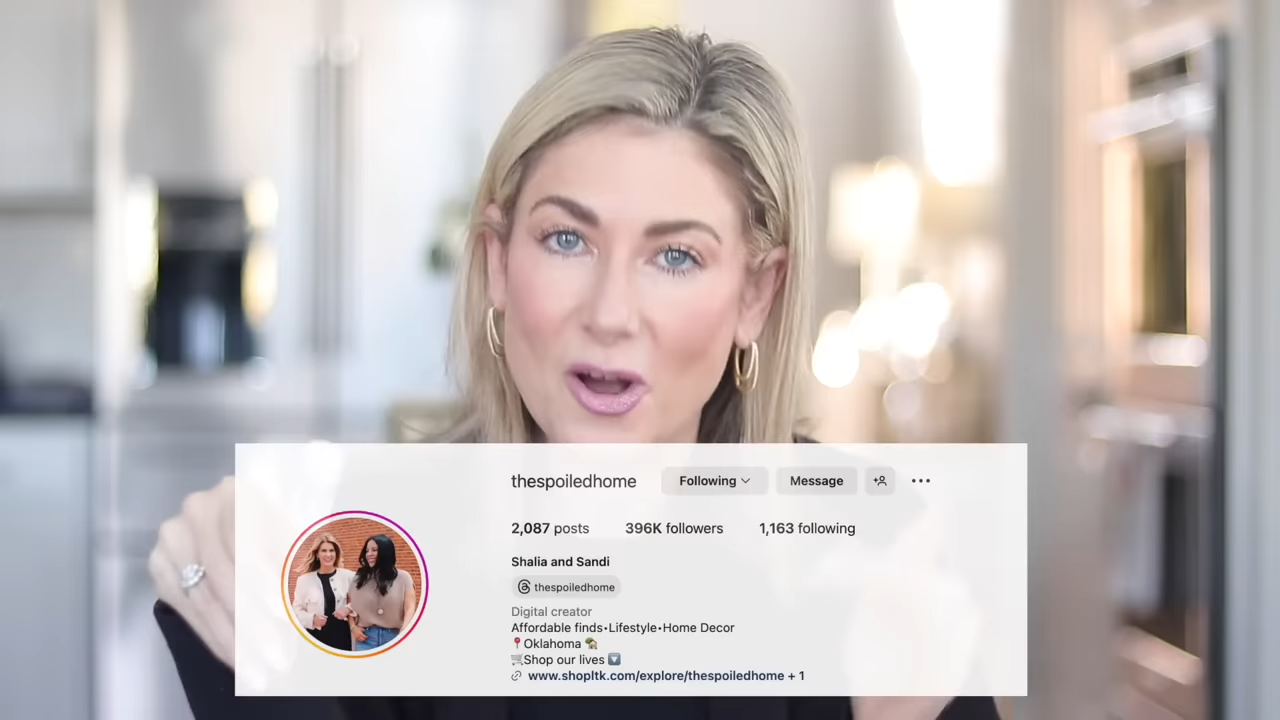 thespoiledhome Following Message
2,087 posts 396K followers 1,163 following
Shalia and Sandi
thespoiledhome
Digital creator
Affordable finds•Lifestyle•Home Decor
📍Oklahoma 🏡
🛒Shop our lives ⬇️
www.shopltk.com/explore/thespoiledhome + 1